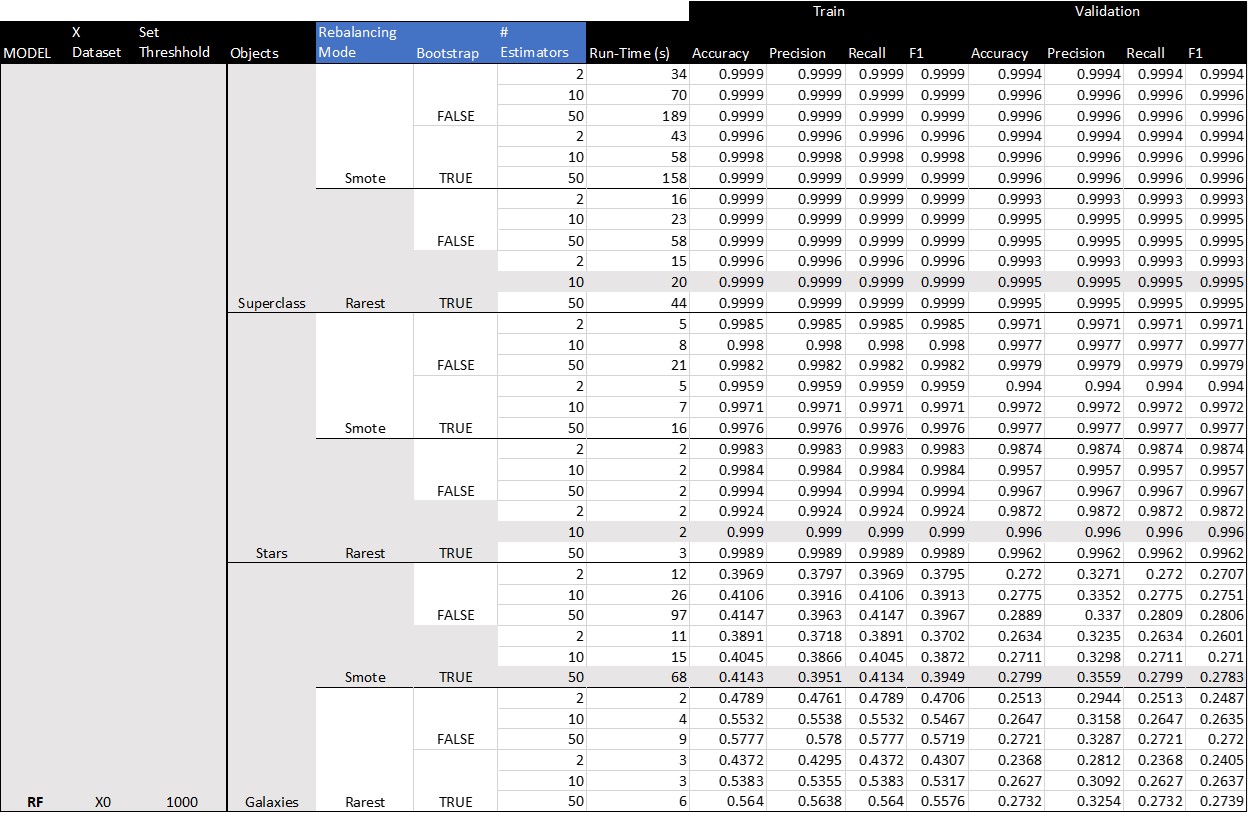 Train Validation
X Set Rebalancing #
MODEL Dataset Threshhold Objects Mode Bootstrap Estimators Run-Time (s) Accuracy Precision Recall F1 Accuracy Precision Recall F1
2 34 0.9999 0.9999 0.9999 0.9999 0.9994 0.9994 0.9994 0.9994
10 70 0.9999 0.9999 0.9999 0.9999 0.9996 0.9996 0.9996 0.9996
FALSE 50 189 0.9999 0.9999 0.9999 0.9999 0.9996 0.9996 0.9996 0.9996
2 43 0.9996 0.9996 0.9996 0.9996 0.9994 0.9994 0.9994 0.9994
10 58 0.9998 0.9998 0.9998 0.9998 0.9996 0.9996 0.9996 0.9996
Smote TRUE 50 158 0.9999 0.9999 0.9999 0.9999 0.9996 0.9996 0.9996 0.9996
2 16 0.9999 0.9999 0.9999 0.9999 0.9993 0.9993 0.9993 0.9993
10 23 0.9999 0.9999 0.9999 0.9999 0.9995 0.9995 0.9995 0.9995
FALSE 50 58 0.9999 0.9999 0.9999 0.9999 0.9995 0.9995 0.9995 0.9995
2 15 0.9996 0.9996 0.9996 0.9996 0.9993 0.9993 0.9993 0.9993
10 20 0.9999 0.9999 0.9999 0.9999 0.9995 0.9995 0.9995 0.9995
Superclass Rarest TRUE 50 44 0.9999 0.9999 0.9999 0.9999 0.9995 0.9995 0.9995 0.9995
2 5 0.9985 0.9985 0.9985 0.9985 0.9971 0.9971 0.9971 0.9971
10 8 0.998 0.998 0.998 0.998 0.9977 0.9977 0.9977 0.9977
FALSE 50 21 0.9982 0.9982 0.9982 0.9982 0.9979 0.9979 0.9979 0.9979
2 5 0.9959 0.9959 0.9959 0.9959 0.994 0.994 0.994 0.994
10 7 0.9971 0.9971 0.9971 0.9971 0.9972 0.9972 0.9972 0.9972
Smote TRUE 50 16 0.9976 0.9976 0.9976 0.9976 0.9977 0.9977 0.9977 0.9977
2 2 0.9983 0.9983 0.9983 0.9983 0.9874 0.9874 0.9874 0.9874
10 2 0.9984 0.9984 0.9984 0.9984 0.9957 0.9957 0.9957 0.9957
FALSE 50 2 0.9994 0.9994 0.9994 0.9994 0.9967 0.9967 0.9967 0.9967
2 2 0.9924 0.9924 0.9924 0.9924 0.9872 0.9872 0.9872 0.9872
10 2 0.999 0.999 0.999 0.999 0.996 0.996 0.996 0.996
Stars Rarest TRUE 50 3 0.9989 0.9989 0.9989 0.9989 0.9962 0.9962 0.9962 0.9962
2 12 0.3969 0.3797 0.3969 0.3795 0.272 0.3271 0.272 0.2707
10 26 0.4106 0.3916 0.4106 0.3913 0.2775 0.3352 0.2775 0.2751
FALSE 50 97 0.4147 0.3963 0.4147 0.3967 0.2889 0.337 0.2809 0.2806
2 11 0.3891 0.3718 0.3891 0.3702 0.2634 0.3235 0.2634 0.2601
10 15 0.4045 0.3866 0.4045 0.3872 0.2711 0.3298 0.2711 0.271
Smote TRUE 50 68 0.4143 0.3951 0.4134 0.3949 0.2799 0.3559 0.2799 0.2783
2 2 0.4789 0.4761 0.4789 0.4706 0.2513 0.2944 0.2513 0.2487
10 4 0.5532 0.5538 0.5532 0.5467 0.2647 0.3158 0.2647 0.2635
FALSE 50 9 0.5777 0.578 0.5777 0.5719 0.2721 0.3287 0.2721 0.272
2 3 0.4372 0.4295 0.4372 0.4307 0.2368 0.2812 0.2368 0.2405
10 3 0.5383 0.5355 0.5383 0.5317 0.2627 0.3092 0.2627 0.2637
RF X0 1000 Galaxies Rarest TRUE 50 6 0.564 0.5638 0.564 0.5576 0.2732 0.3254 0.2732 0.2739